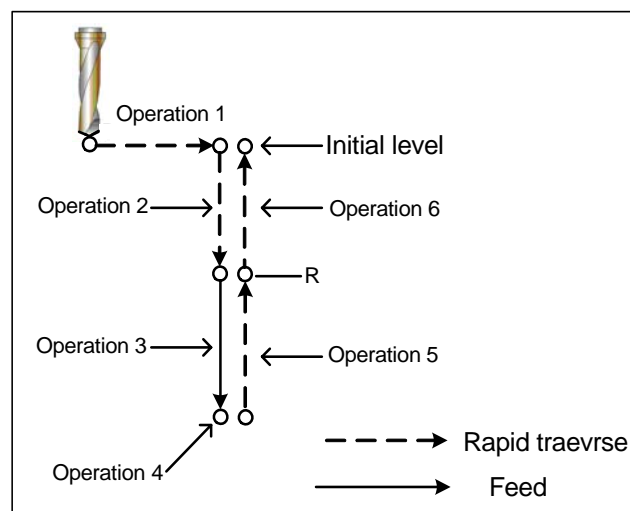 Operation 1
Initial level
Operation 2
Operation 6
R
Operation 3
Operation 5
Rapid traevrse
Operation 4
Feed